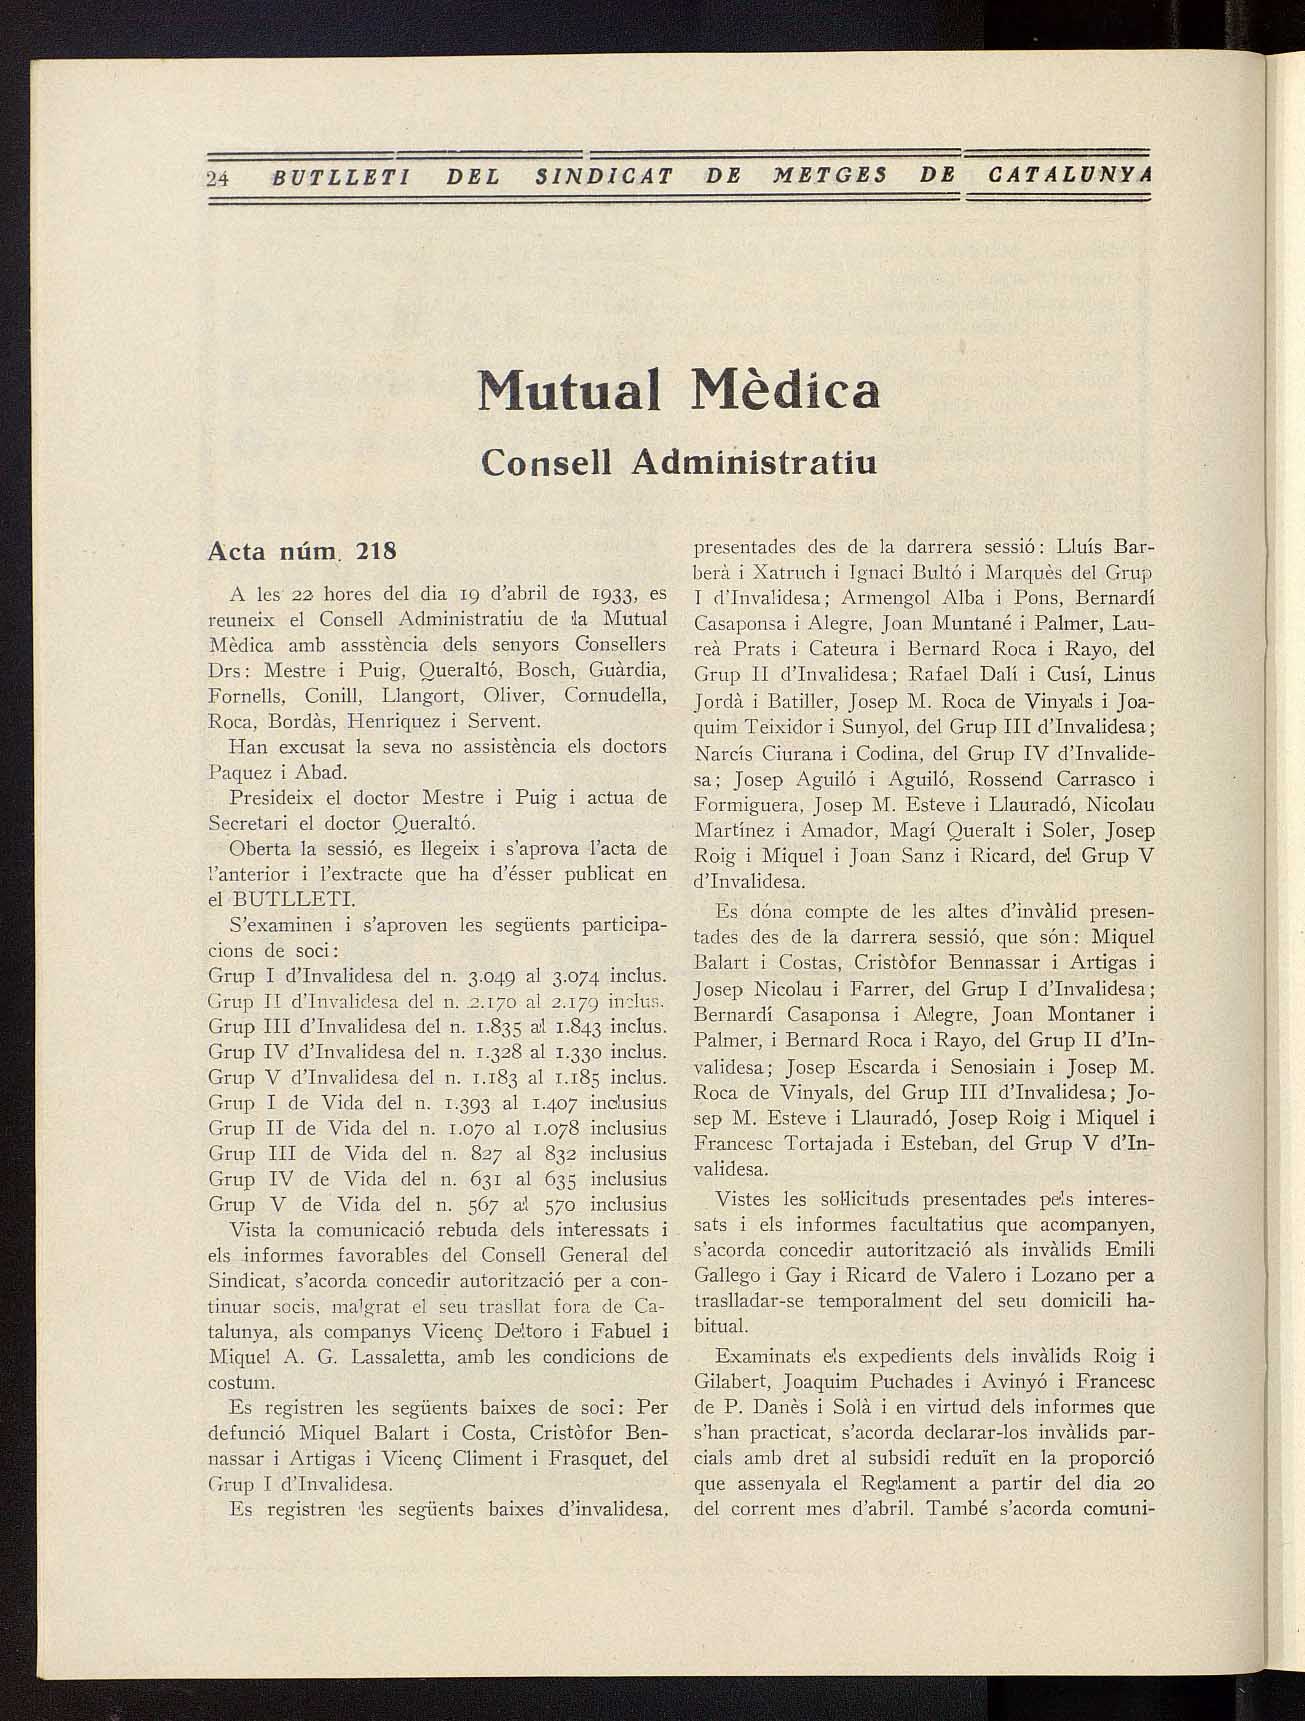 24 BUTLLETI DEL SINDICAT DE METGES DE CATALUNYA
Mutual Mèdica
Consell Administratiu
Acta núm. 218
A les 22 hores del dia 19 d'abril de 1933, es
reuneix el Consell Administratiu de la Mutual
Mèdica amb assstència dels senyors Consellers
Drs: Mestre i Puig, Queraltó, Bosch, Guàrdia,
Fornells, Conill, Llangort, Oliver, Cornudella,
Roca, Bordàs, Henriquez i Servent.
Han excusat la seva no assistència els doctors
Paquez i Abad.
Presideix el doctor Mestre i Puig i actua de
Secretari el doctor Queraltó.
Oberta la sessió, es llegeix i s'aprova l'acta de
l'anterior i l'extracte que ha d'ésser publicat en
el BUTLLETI.
S'examinen i s'aproven les següents participa-
cions de soci:
Grup I d'Invalidesa del n. 3.049 al 3.074 inclus.
Grup II d'Invalidesa del n. 2.170 al 2.179 inclus.
Grup III d'Invalidesa del n. 1.835 al 1.843 inclus.
Grup IV d'Invalidesa del n. 1.328 al 1.330 inclus.
Grup V d'Invalidesa del n. 1.183 al 1.185 inclus.
Grup I de Vida del n. 1.393 al 1.407 inclusius
Grup II de Vida del n. 1.070 al 1.078 inclusius
Grup III de Vida del n. 827 al 832 inclusius
Grup IV de Vida del n. 631 al 635 inclusius
Grup V de Vida del n. 567 al 570 inclusius
Vista la comunicació rebuda dels interessats i
els informes favorables del Consell General del
Sindicat, s'acorda concedir autorització per a con-
tinuar socis, malgrat el seu trasllat fora de Ca-
talunya, als companys Vicenç Deltoro i Fabuel i
Miquel A. G. Lassaletta, amb les condicions de
costum.
Es registren les següents baixes de soci: Per
defunció Miquel Balart i Costa, Cristòfor Ben-
nassar i Artigas i Vicenç Climent i Frasquet, del
Grup I d'Invalidesa.
Es registren les següents baixes d'invalidesa,
presentades des de la darrera sessió: Lluís Bar-
berà i Xatruch i Ignaci Bultó i Marquès del Grup
I d'Invalidesa; Armengol Alba i Pons, Bernardí
Casaponsa i Alegre, Joan Muntané i Palmer, Lau-
reà Prats i Cateura i Bernard Roca i Rayo, del
Grup II d'Invalidesa; Rafael Dalí i Cusí, Linus
Jordà i Batiller, Josep M. Roca de Vinyals i Joa-
quim Teixidor i Sunyol, del Grup III d'Invalidesa;
Narcís Ciurana i Codina, del Grup IV d'Invalide-
sa; Josep Aguiló i Aguiló, Rossend Carrasco i
Formiguera, Josep M. Esteve i Llauradó, Nicolau
Martínez i Amador, Magí Queralt i Soler, Josep
Roig i Miquel i Joan Sanz i Ricard, del Grup V
d'Invalidesa.
Es dóna compte de les altes d'invàlid presen-
tades des de la darrera sessió, que són: Miquel
Balart i Costas, Cristòfor Bennassar i Artigas i
Josep Nicolau i Farrer, del Grup I d'Invalidesa;
Bernardí Casaponsa i Alegre, Joan Montaner i
Palmer, i Bernard Roca i Rayo, del Grup II d'In-
validesa; Josep Escarda i Senosiain i Josep M.
Roca de Vinyals, del Grup III d'Invalidesa; Jo-
sep M. Esteve i Llauradó, Josep Roig i Miquel i
Francesc Tortajada i Esteban, del Grup V d'In-
validesa.
Vistes les sol·licituds presentades pels interes-
sats i els informes facultatius que acompanyen,
s'acorda concedir autorització als invàlids Emili
Gallego i Gay i Ricard de Valero i Lozano per a
traslladar-se temporalment del seu domicili ha-
bitual.
Examinats els expedients dels invàlids Roig i
Gilabert, Joaquim Puchades i Avinyó i Francesc
de P. Danès i Solà i en virtud dels informes que
s'han practicat, s'acorda declarar-los invàlids par-
cials amb dret al subsidi reduït en la proporció
que assenyala el Reglament a partir del dia 20
del corrent mes d'abril. També s'acorda comuni-